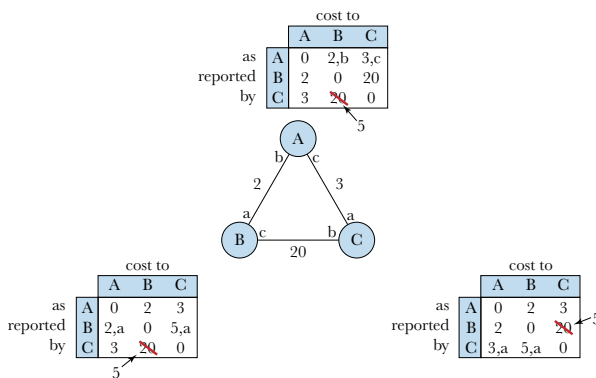 cost to
A B C
as A 0 2,b 3,c
reported B 2 0 20
by C 3 20 0
5
A
b c
2 3
a a
B c b C
20
cost to
A B C
as A 0 2 3
reported B 2,a 0 5,a
by C 3 20 0
5
cost to
A B C
as A 0 2 3
reported B 2 0 20 5
by C 3,a 5,a 0